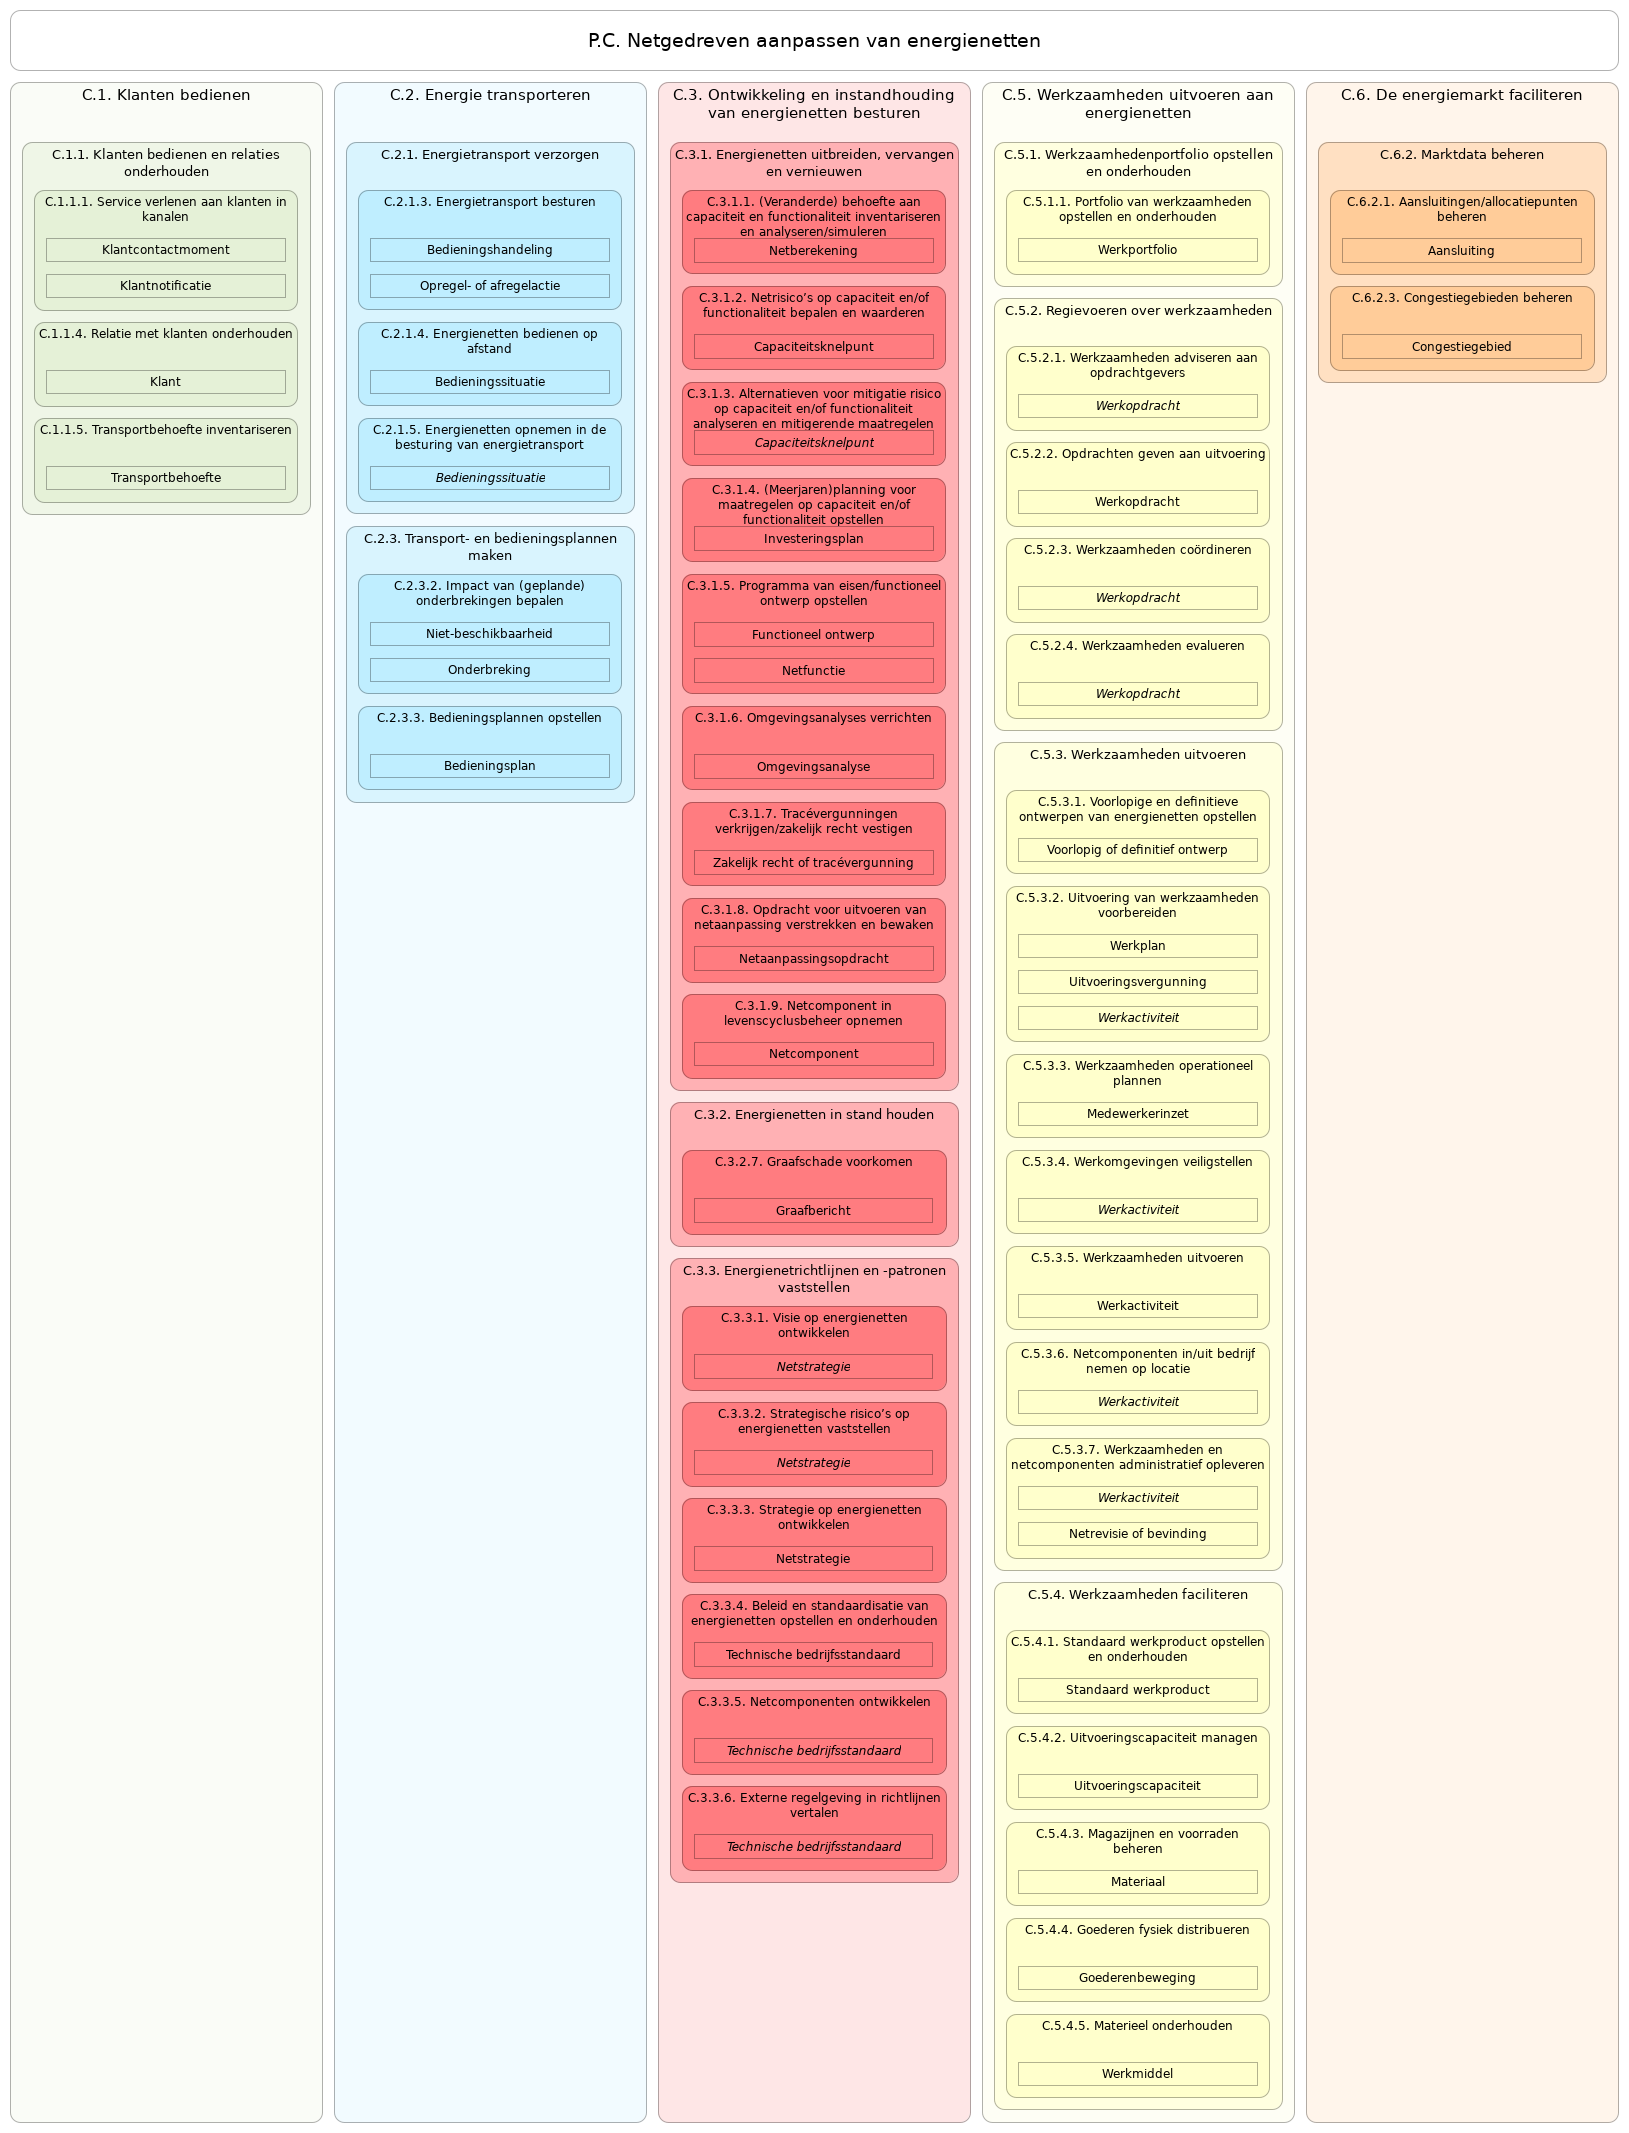 P.C. Netgedreven aanpassen van energienetten
C.1. Klanten bedienen
C.1.1. Klanten bedienen en relaties
onderhouden
C.1.1.1. Service verlenen aan klanten in
kanalen
Klantcontactmoment
Klantnotificatie
C.1.1.4. Relatie met klanten onderhouden
Klant
C.1.1.5. Transportbehoefte inventariseren
Transportbehoefte
C.2. Energie transporteren
C.2.1. Energietransport verzorgen
C.2.1.3. Energietransport besturen
Bedieningshandeling
Opregel- of afregelactie
C.2.1.4. Energienetten bedienen op
afstand
Bedieningssituatie
C.2.1.5. Energienetten opnemen in de
besturing van energietransport
Bedieningssituatie
C.2.3. Transport- en bedieningsplannen
maken
C.2.3.2. Impact van (geplande)
onderbrekingen bepalen
Niet-beschikbaarheid
Onderbreking
C.2.3.3. Bedieningsplannen opstellen
Bedieningsplan
C.3. Ontwikkeling en instandhouding
van energienetten besturen
C.3.1. Energienetten uitbreiden, vervangen
en vernieuwen
C.3.1.1. (Veranderde) behoefte aan
capaciteit en functionaliteit inventariseren
en analyseren/simuleren
Netberekening
C.3.1.2. Netrisico’s op capaciteit en/of
functionaliteit bepalen en waarderen
Capaciteitsknelpunt
C.3.1.3. Alternatieven voor mitigatie risico
op capaciteit en/of functionaliteit
analyseren en mitigerende maatregelen
Capaciteitsknelpunt
C.3.1.4. (Meerjaren)planning voor
maatregelen op capaciteit en/of
functionaliteit opstellen
Investeringsplan
C.3.1.5. Programma van eisen/functioneel
ontwerp opstellen
Functioneel ontwerp
Netfunctie
C.3.1.6. Omgevingsanalyses verrichten
Omgevingsanalyse
C.3.1.7. Tracévergunningen
verkrijgen/zakelijk recht vestigen
Zakelijk recht of tracévergunning
C.3.1.8. Opdracht voor uitvoeren van
netaanpassing verstrekken en bewaken
Netaanpassingsopdracht
C.3.1.9. Netcomponent in
levenscyclusbeheer opnemen
Netcomponent
C.3.2. Energienetten in stand houden
C.3.2.7. Graafschade voorkomen
Graafbericht
C.3.3. Energienetrichtlijnen en -patronen
vaststellen
C.3.3.1. Visie op energienetten
ontwikkelen
Netstrategie
C.3.3.2. Strategische risico’s op
energienetten vaststellen
Netstrategie
C.3.3.3. Strategie op energienetten
ontwikkelen
Netstrategie
C.3.3.4. Beleid en standaardisatie van
energienetten opstellen en onderhouden
Technische bedrijfsstandaard
C.3.3.5. Netcomponenten ontwikkelen
Technische bedrijfsstandaard
C.3.3.6. Externe regelgeving in richtlijnen
vertalen
Technische bedrijfsstandaard
C.5. Werkzaamheden uitvoeren aan
energienetten
C.5.1. Werkzaamhedenportfolio opstellen
en onderhouden
C.5.1.1. Portfolio van werkzaamheden
opstellen en onderhouden
Werkportfolio
C.5.2. Regievoeren over werkzaamheden
C.5.2.1. Werkzaamheden adviseren aan
opdrachtgevers
Werkopdracht
C.5.2.2. Opdrachten geven aan uitvoering
Werkopdracht
C.5.2.3. Werkzaamheden coördineren
Werkopdracht
C.5.2.4. Werkzaamheden evalueren
Werkopdracht
C.5.3. Werkzaamheden uitvoeren
C.5.3.1. Voorlopige en definitieve
ontwerpen van energienetten opstellen
Voorlopig of definitief ontwerp
C.5.3.2. Uitvoering van werkzaamheden
voorbereiden
Werkplan
Uitvoeringsvergunning
Werkactiviteit
C.5.3.3. Werkzaamheden operationeel
plannen
Medewerkerinzet
C.5.3.4. Werkomgevingen veiligstellen
Werkactiviteit
C.5.3.5. Werkzaamheden uitvoeren
Werkactiviteit
C.5.3.6. Netcomponenten in/uit bedrijf
nemen op locatie
Werkactiviteit
C.5.3.7. Werkzaamheden en
netcomponenten administratief opleveren
Werkactiviteit
Netrevisie of bevinding
C.5.4. Werkzaamheden faciliteren
C.5.4.1. Standaard werkproduct opstellen
en onderhouden
Standaard werkproduct
C.5.4.2. Uitvoeringscapaciteit managen
Uitvoeringscapaciteit
C.5.4.3. Magazijnen en voorraden
beheren
Materiaal
C.5.4.4. Goederen fysiek distribueren
Goederenbeweging
C.5.4.5. Materieel onderhouden
Werkmiddel
C.6. De energiemarkt faciliteren
C.6.2. Marktdata beheren
C.6.2.1. Aansluitingen/allocatiepunten
beheren
Aansluiting
C.6.2.3. Congestiegebieden beheren
Congestiegebied